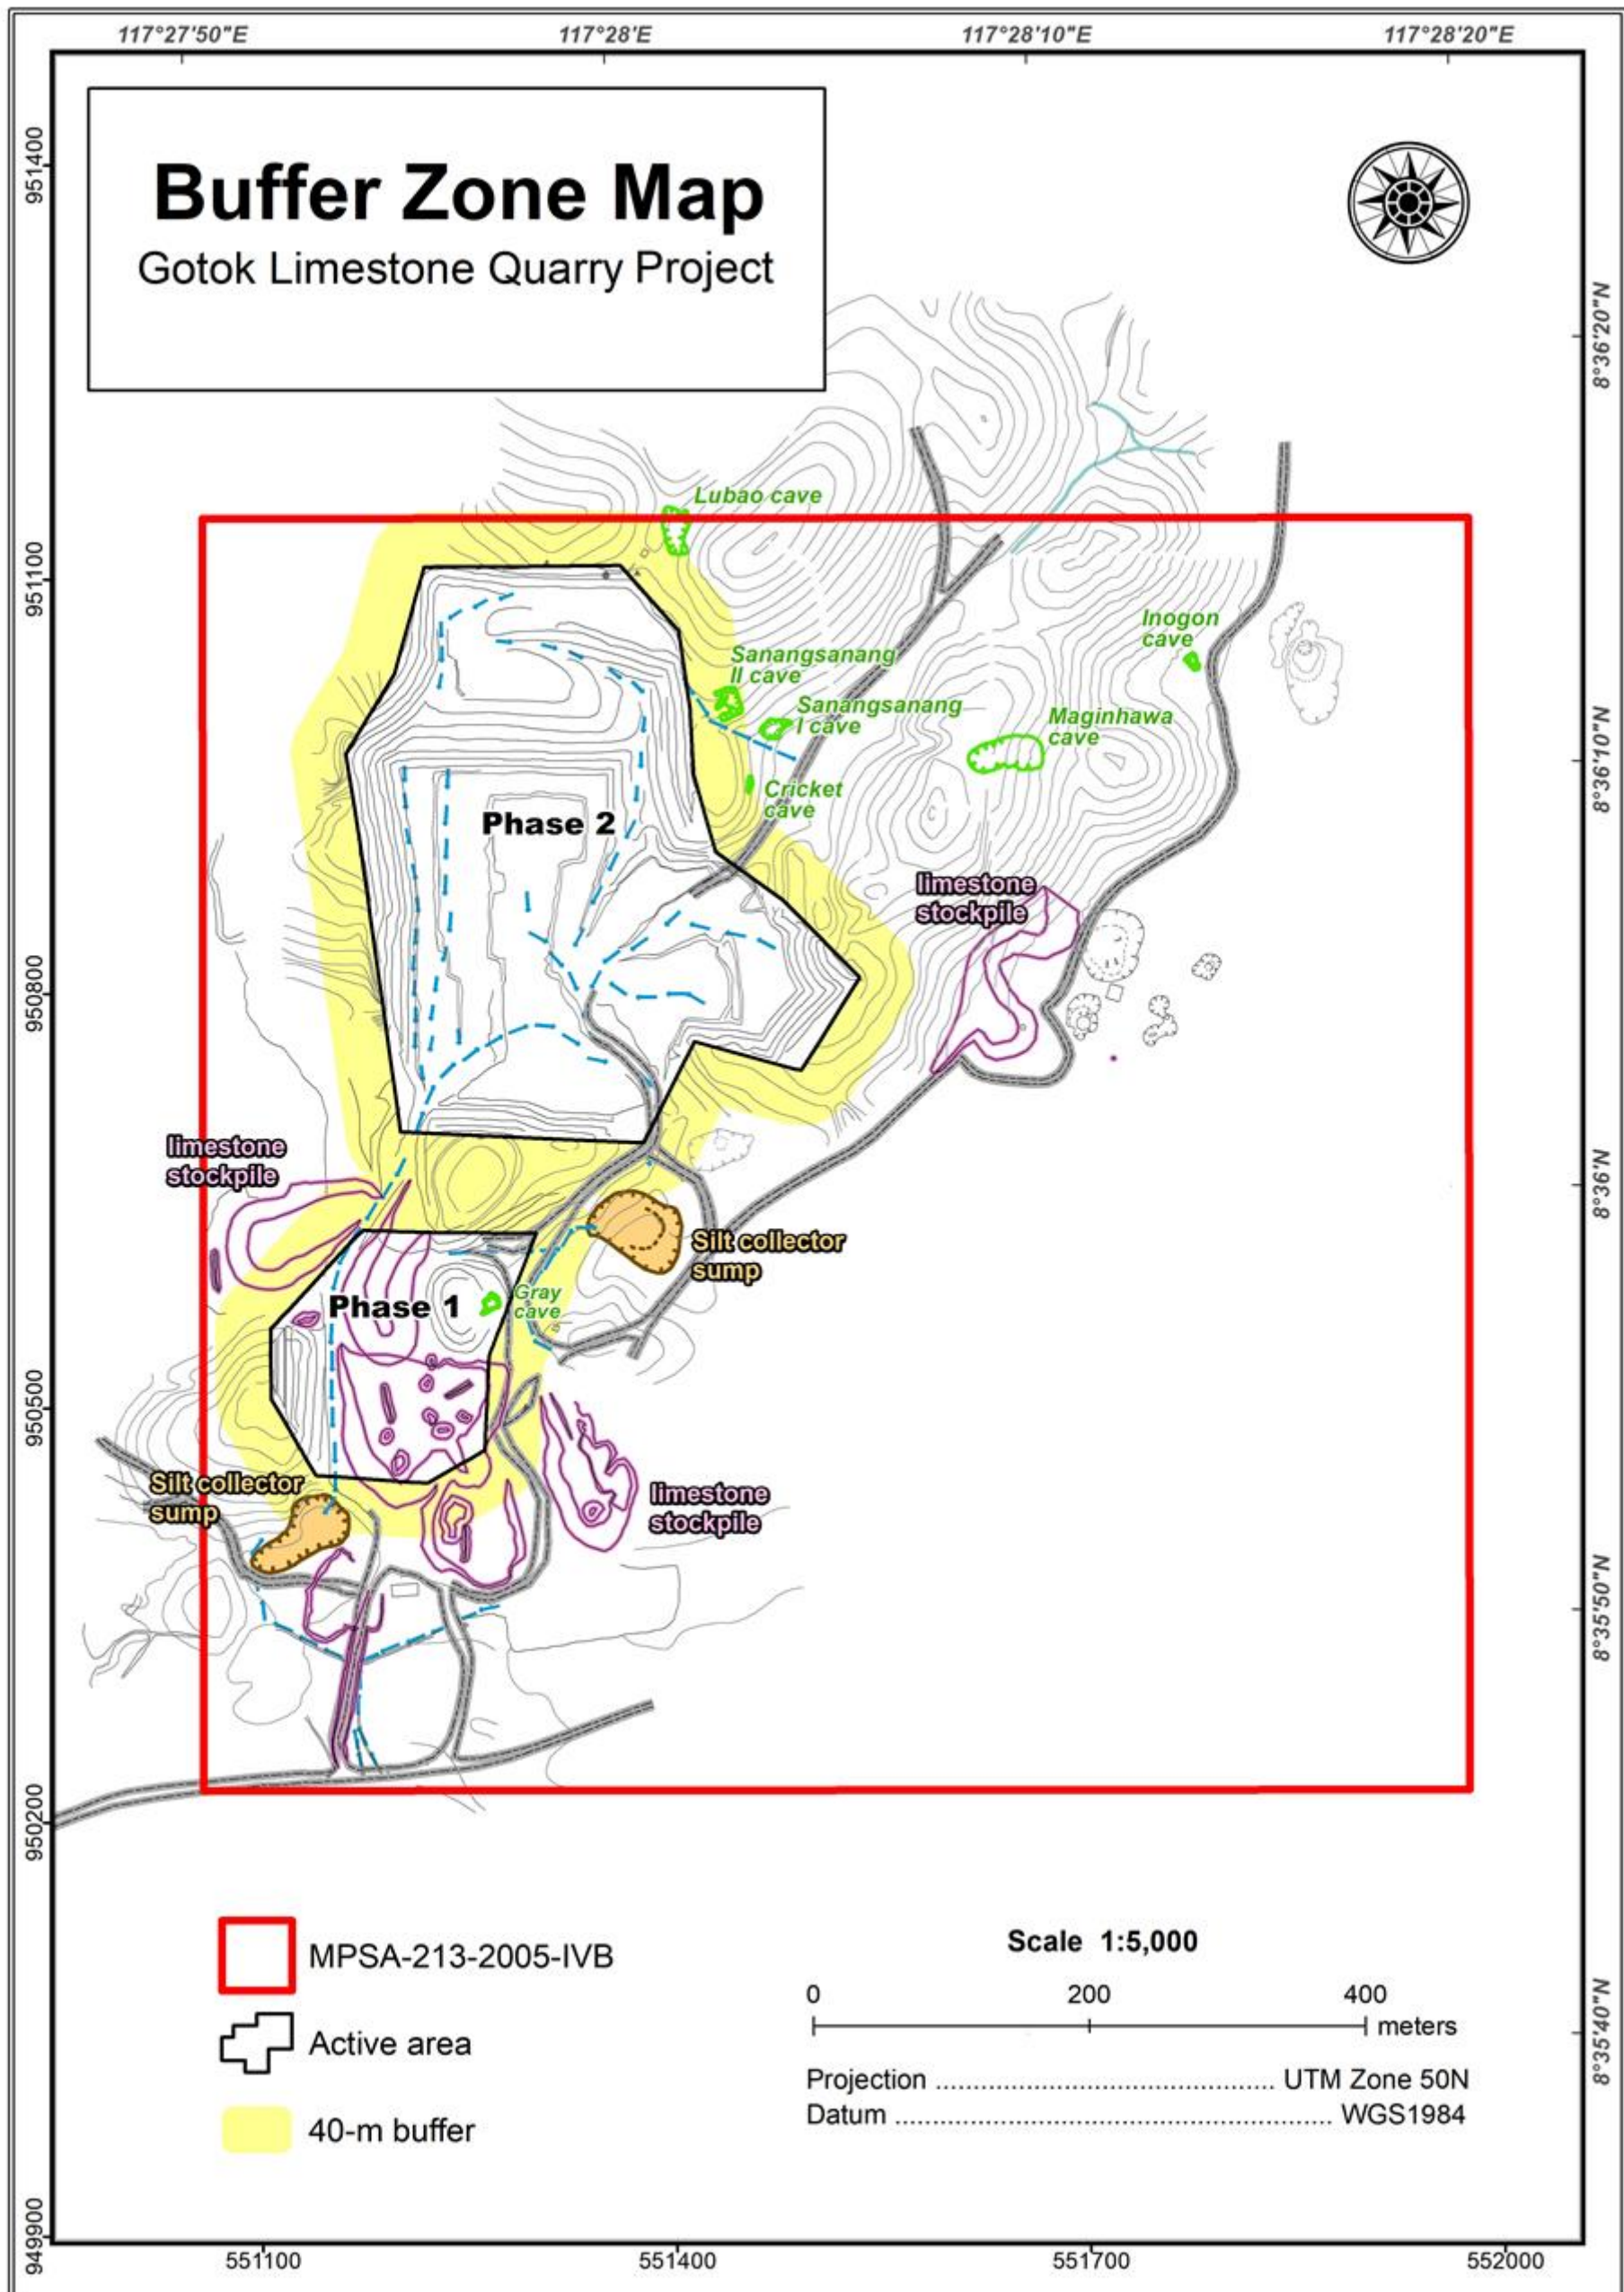 117°27'50"E
117°28'E
117°28'10"E
117°28'20"E
Buffer Zone Map
Gotok Limestone Quarry Project
951400
8°36'20"N
Lubao cave
951100
Inogon
cave
Sanangsanang
II cave
Sanangsanang
I cave
Maginhawa
cave
8°36'10"N
Cricket
cave
Phase 2
limestone
stockpile
950800
limestone
stockpile
8°36'N
Silt collector
sump
Gray
cave
Phase 1
950500
Silt collector
sump
limestone
stockpile
8°35'50"N
950200
MPSA-213-2005-IVB
Active area
40-m buffer
Scale 1:5,000
0 200 400
meters
Projection ................................... UTM Zone 50N
Datum ............................................. WGS1984
8°35'40"N
949900
551100
551400
551700
552000